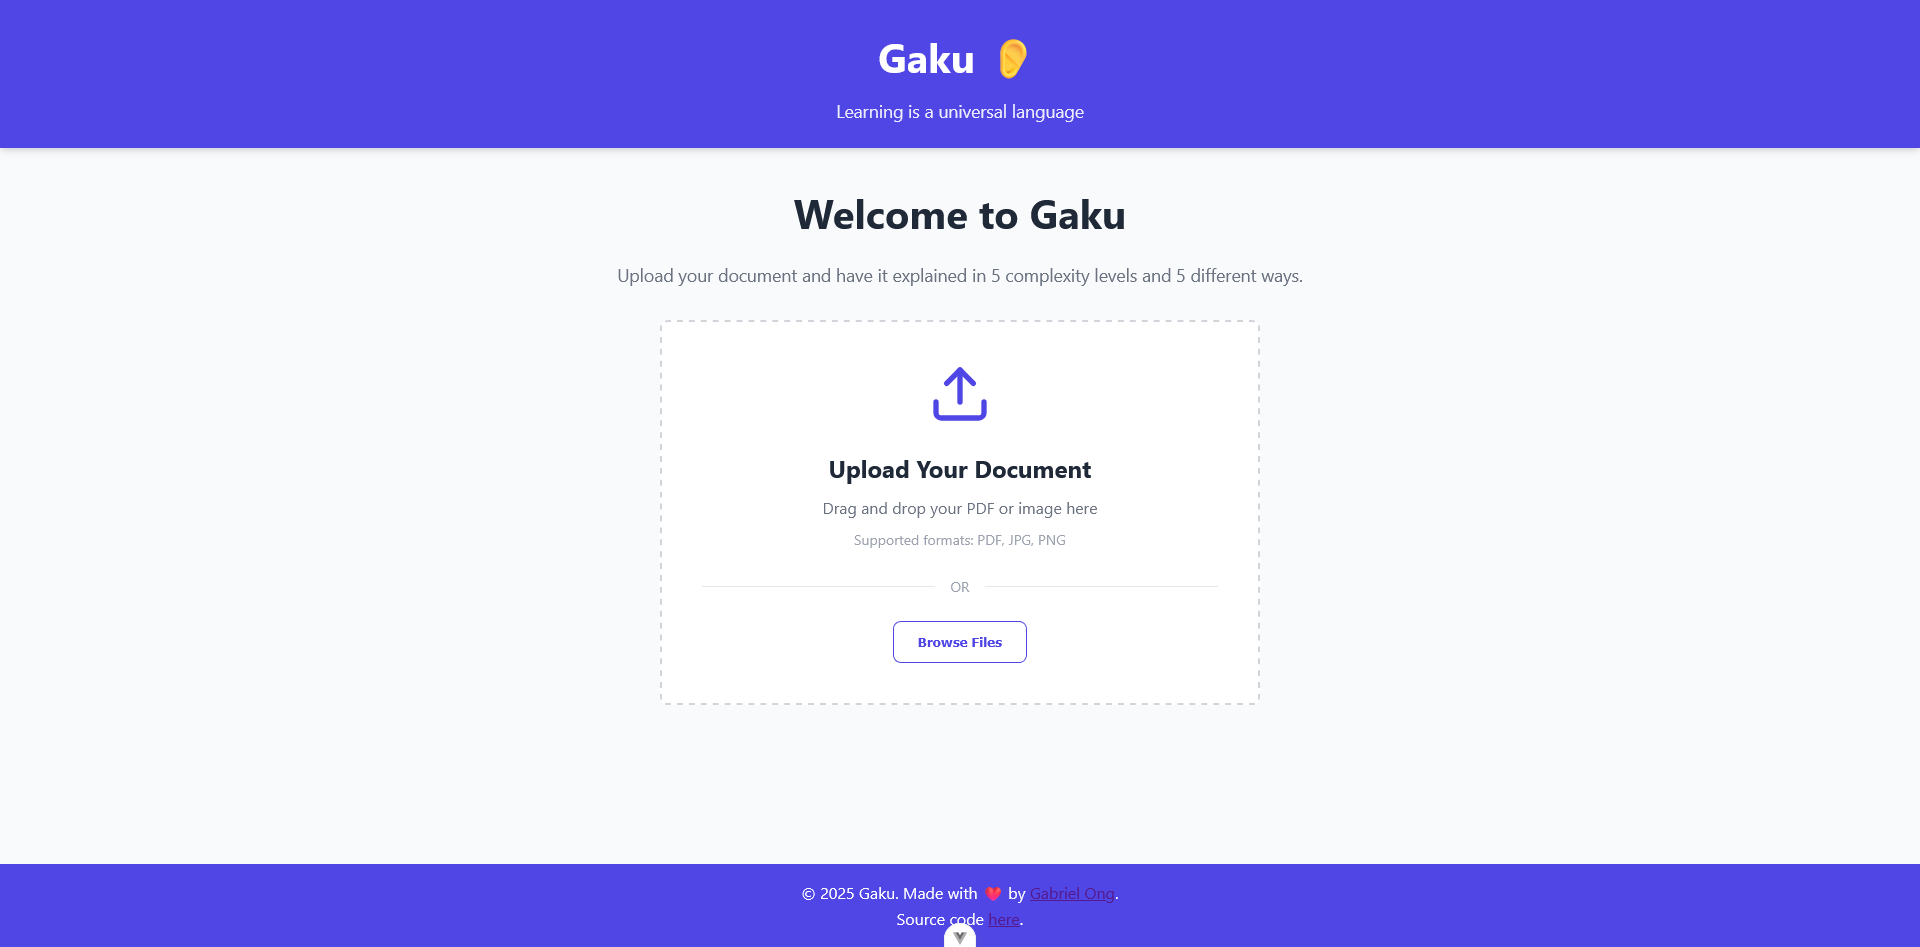 Gaku 👂
Learning is a universal language
Welcome to Gaku
Upload your document and have it explained in 5 complexity levels and 5 different ways.
Upload Your Document
Drag and drop your PDF or image here
Supported formats: PDF, JPG, PNG
OR
Browse Files
© 2025 Gaku. Made with ❤️ by Gabriel Ong.
Source code here.